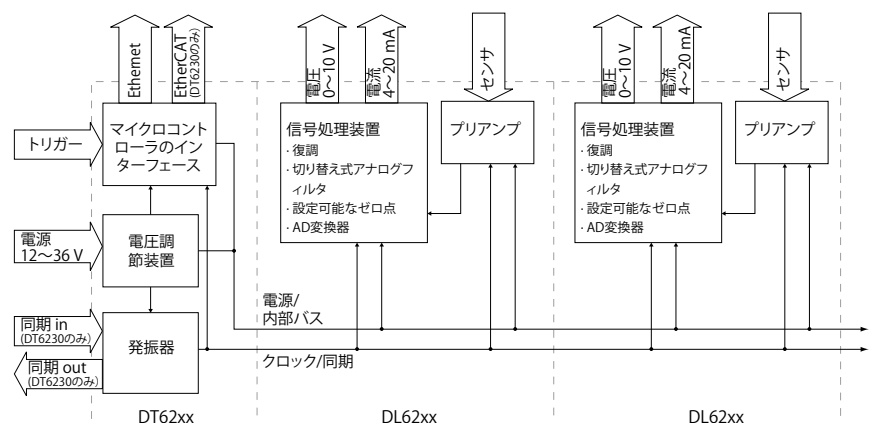 Ethernet
EtherCAT
(DT6230のみ)
電圧
0～10 V
電流
4～20 mA
センサ
電圧
0～10 V
電流
4～20 mA
センサ
トリガー
マイクロコント
ローラのイン
ターフェース
信号処理装置
· 復調
· 切り替え式アナログフ
ィルタ
· 設定可能なゼロ点
· AD変換器
プリアンプ
信号処理装置
· 復調
· 切り替え式アナログフ
ィルタ
· 設定可能なゼロ点
· AD変換器
プリアンプ
電源
12～36 V
電圧調
節装置
電源/
内部バス
同期 in
(DT6230のみ)
発振器
クロック/同期
同期 out
(DT6230のみ)
DT62xx
DL62xx
DL62xx